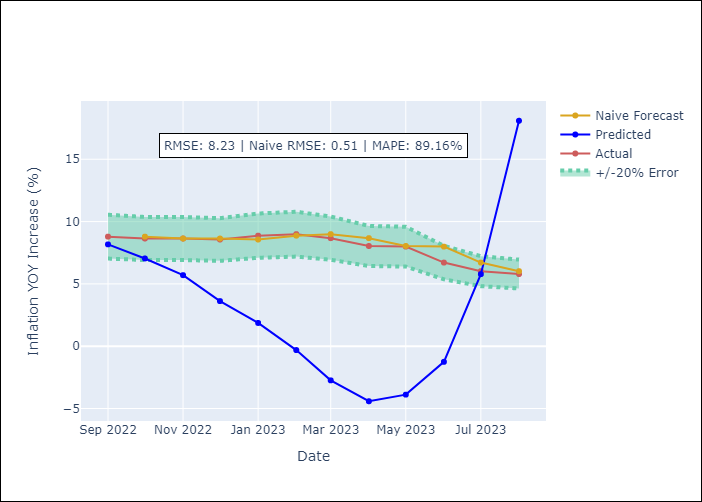 RMSE: 8.23 | Naive RMSE: 0.51 | MAPE: 89.16%
Naive Forecast
Predicted
Actual
+/-20% Error
15
10
5
0
−5
Inflation YOY Increase (%)
Sep 2022
Nov 2022
Jan 2023
Mar 2023
May 2023
Jul 2023
Date